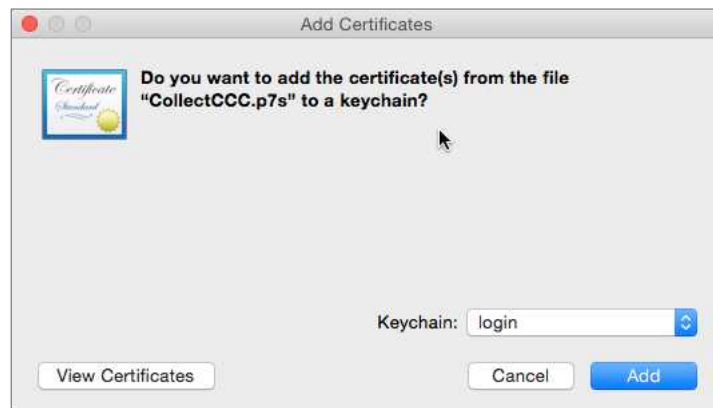 Add Certificates
Certificate
Standard
Do you want to add the certificate(s) from the file
“CollectCCC.p7s” to a keychain?
Keychain: login
View Certificates Cancel Add